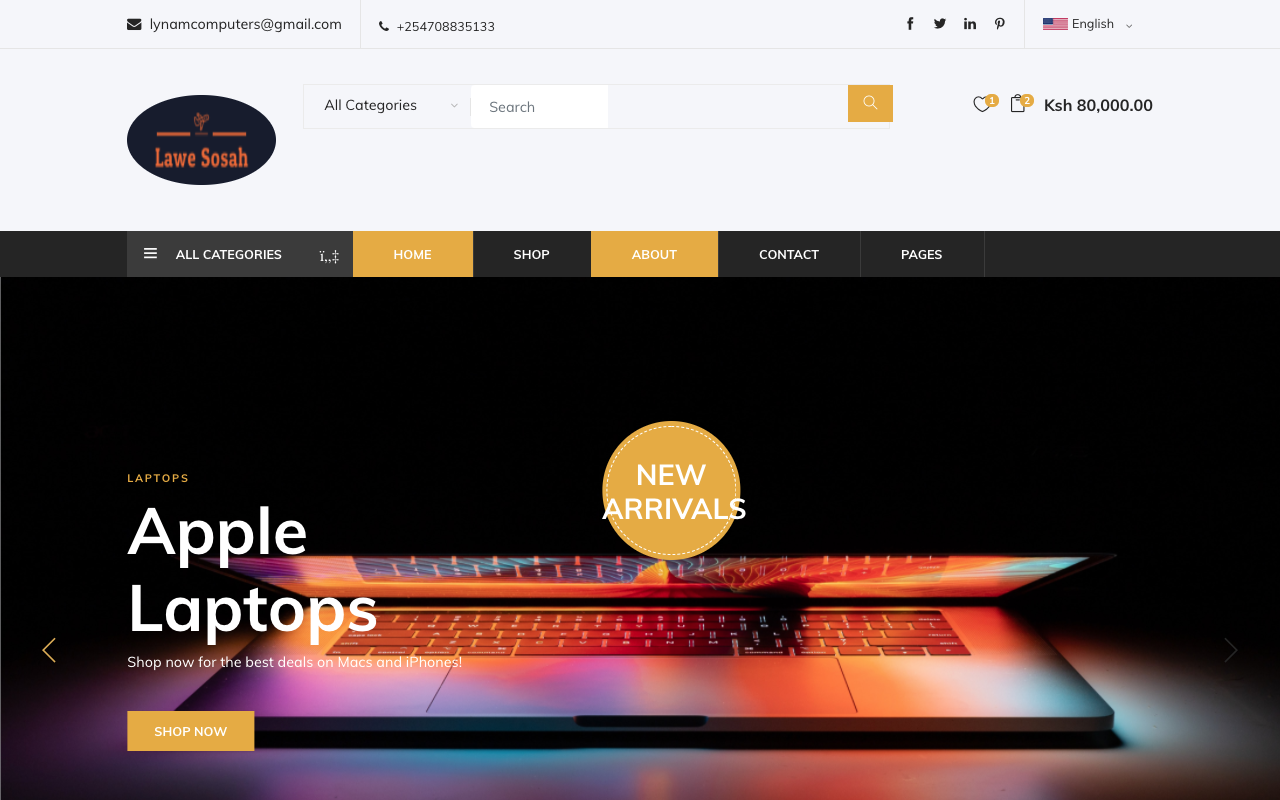 lynamcomputers@gmail.com
+254708835133
English
Lawe Sosah
All Categories
Search
1
2
Ksh 80,000.00
ALL CATEGORIES
ï‚‡
HOME
SHOP
ABOUT
CONTACT
PAGES
LAPTOPS
Apple
Laptops
Shop now for the best deals on Macs and iPhones!
SHOP NOW
NEW
ARRIVALS